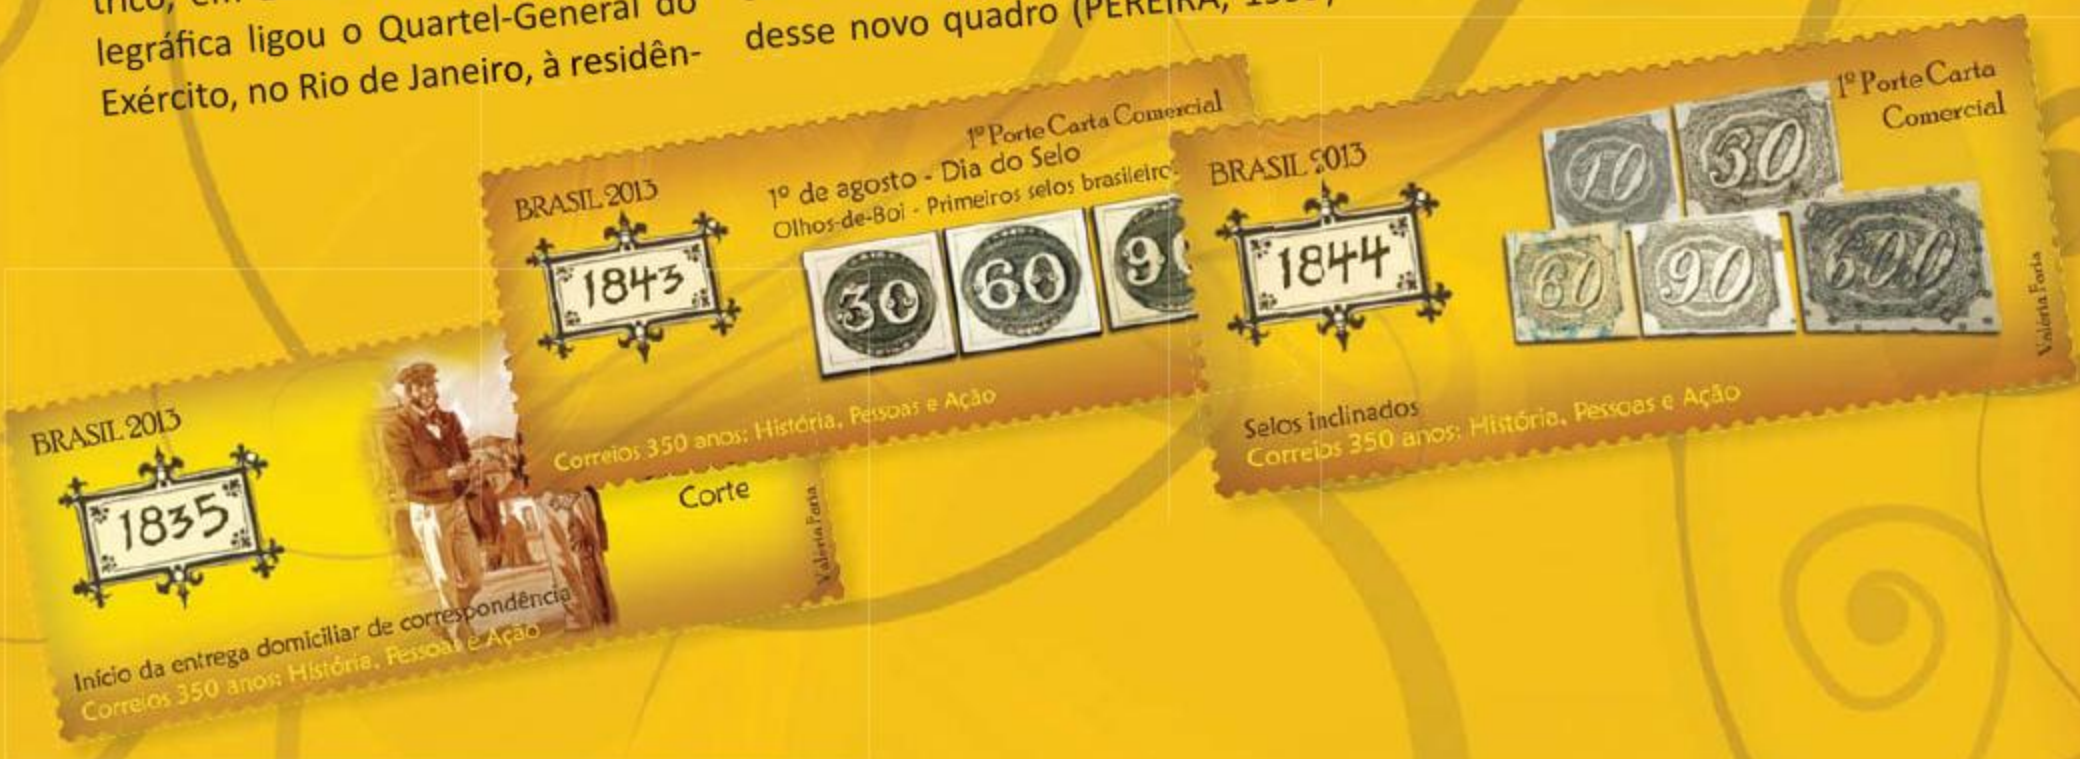 legráfica ligou o Quartel-General do
Exército, no Rio de Janeiro, à residên-
desse novo quadro (PEREIRA,
BRASIL 2013
1843
1º Porte Carta Comercial
1º de agosto - Dia do Selo
Olhos-de-Boi - Primeiros selos brasileiro
30
60
90
Correios 350 anos: História, Pessoas e Ação
BRASIL 2013
1844
1º Porte Carta
Comercial
10
30
60
90
600
Valéria Faria
Selos inclinados
Correios 350 anos: História, Pessoas e Ação
BRASIL 2013
1835
Corte
Valéria Faria
Início da entrega domiciliar de correspondência
Correios 350 anos: História, Pessoas e Ação